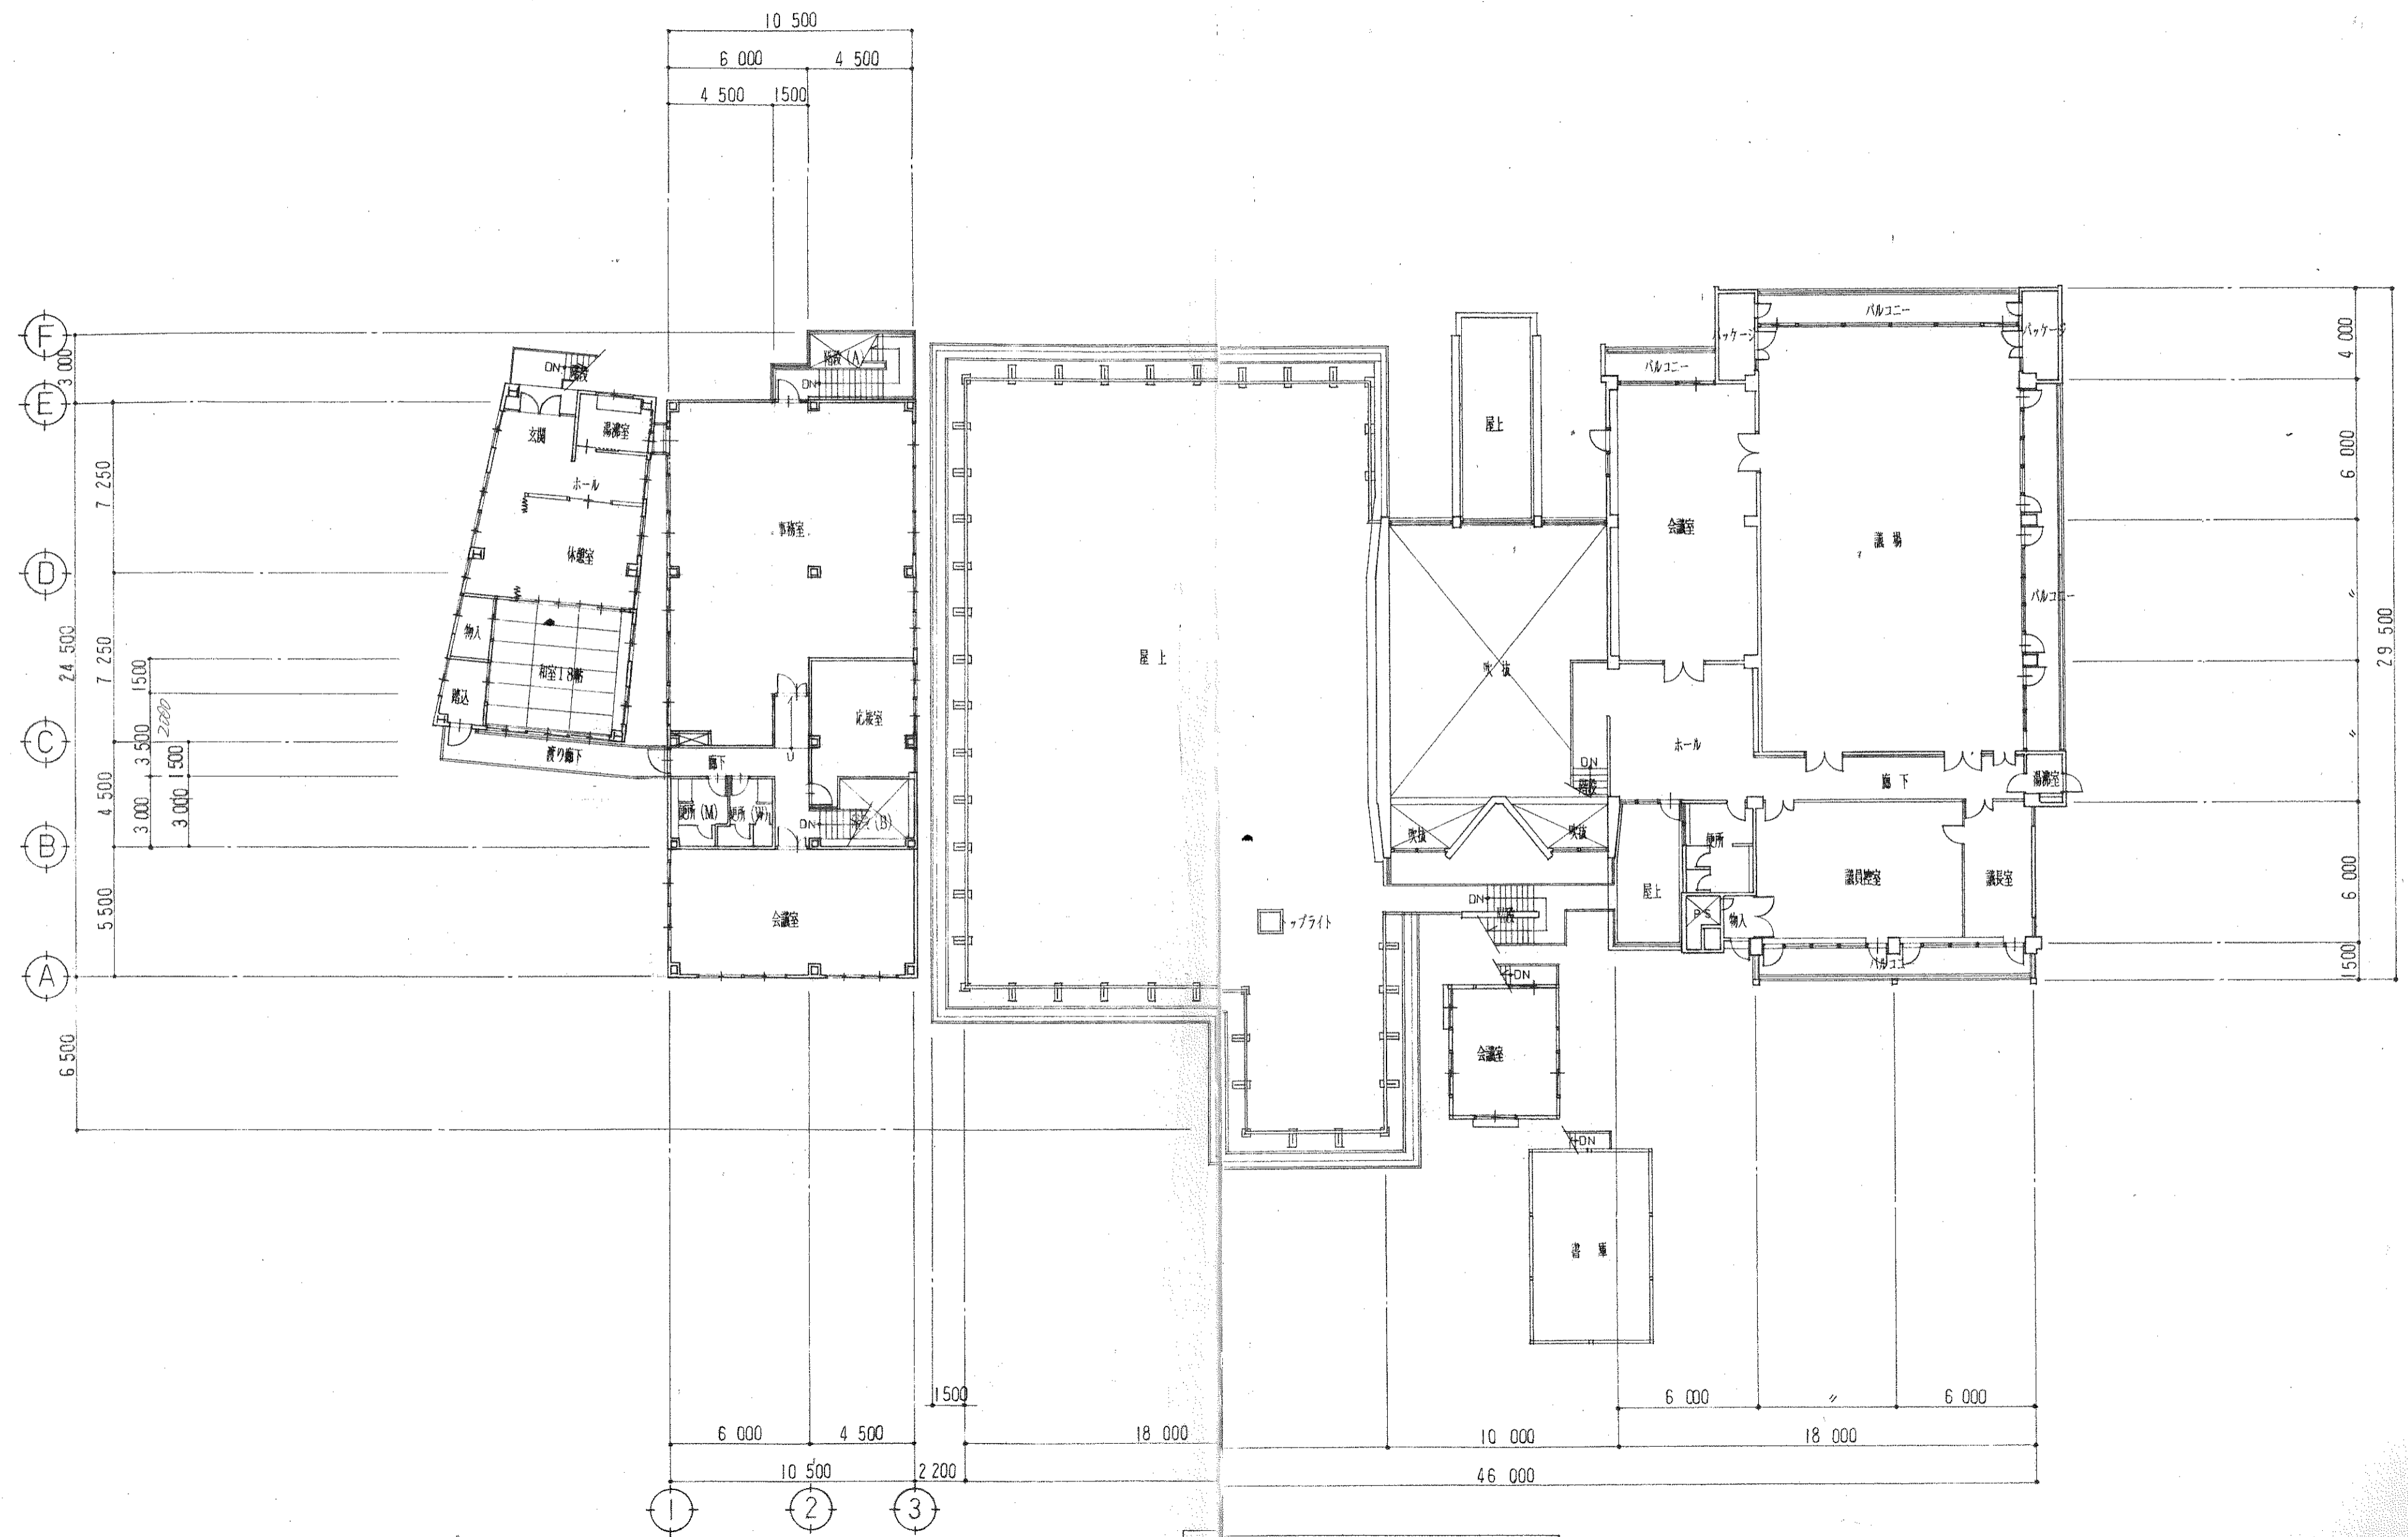 10 500
6 000
4 500
4 500
1500
F
E
D
C
B
A
3 000
7 250
7 250
24 500
1500
2000
3 500
1500
4 500
3 000
3 000
5 500
6 500
DN
階段
玄関
湯沸室
ホール
休憩室
物入
和室18帖
踏込
渡り廊下
階段(A)
DN
事務室
応接室
廊下
便所(M)
便所(W)
DN
会議室
屋上
トップライト
屋上
吹抜
吹抜
吹抜
DN
階段
DN
階段
DN
会議室
DN
書庫
バルコニー
パッケージ
バルコニー
パッケージ
会議室
議場
バルコニー
ホール
廊下
湯沸室
屋上
便所
PS
物入
議員控室
議長室
バルコニー
4 000
6 000
〃
〃
6 000
1500
29 500
1500
6 000
4 500
18 000
10 000
6 000
〃
6 000
18 000
10 500
2 200
46 000
1
2
3